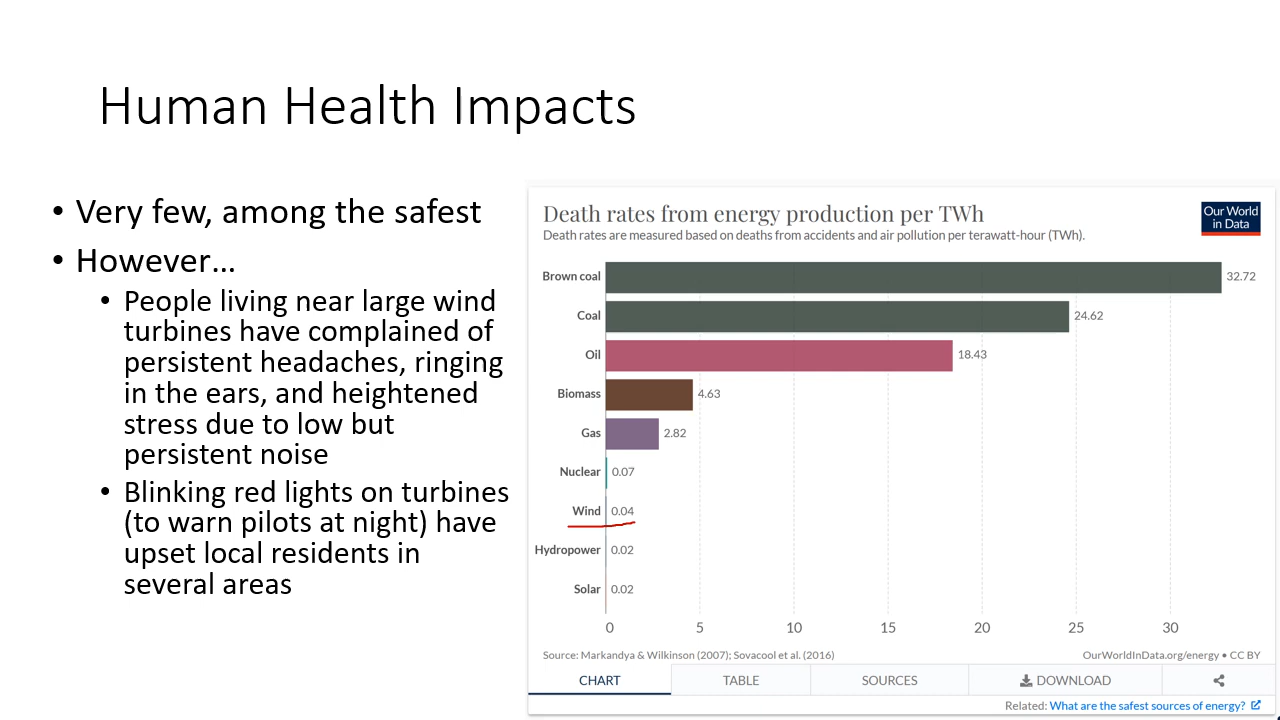 Human Health Impacts
• Very few, among the safest
• However…
• People living near large wind
turbines have complained of
persistent headaches, ringing
in the ears, and heightened
stress due to low but
persistent noise
• Blinking red lights on turbines
(to warn pilots at night) have
upset local residents in
several areas
Death rates from energy production per TWh
Death rates are measured based on deaths from accidents and air pollution per terawatt-hour (TWh).
Our World
in Data
Brown coal 32.72
Coal 24.62
Oil 18.43
Biomass 4.63
Gas 2.82
Nuclear 0.07
Wind 0.04
Hydropower 0.02
Solar 0.02
0 5 10 15 20 25 30
Source: Markandya & Wilkinson (2007); Sovacool et al. (2016) OurWorldInData.org/energy • CC BY
CHART TABLE SOURCES DOWNLOAD
Related: What are the safest sources of energy?